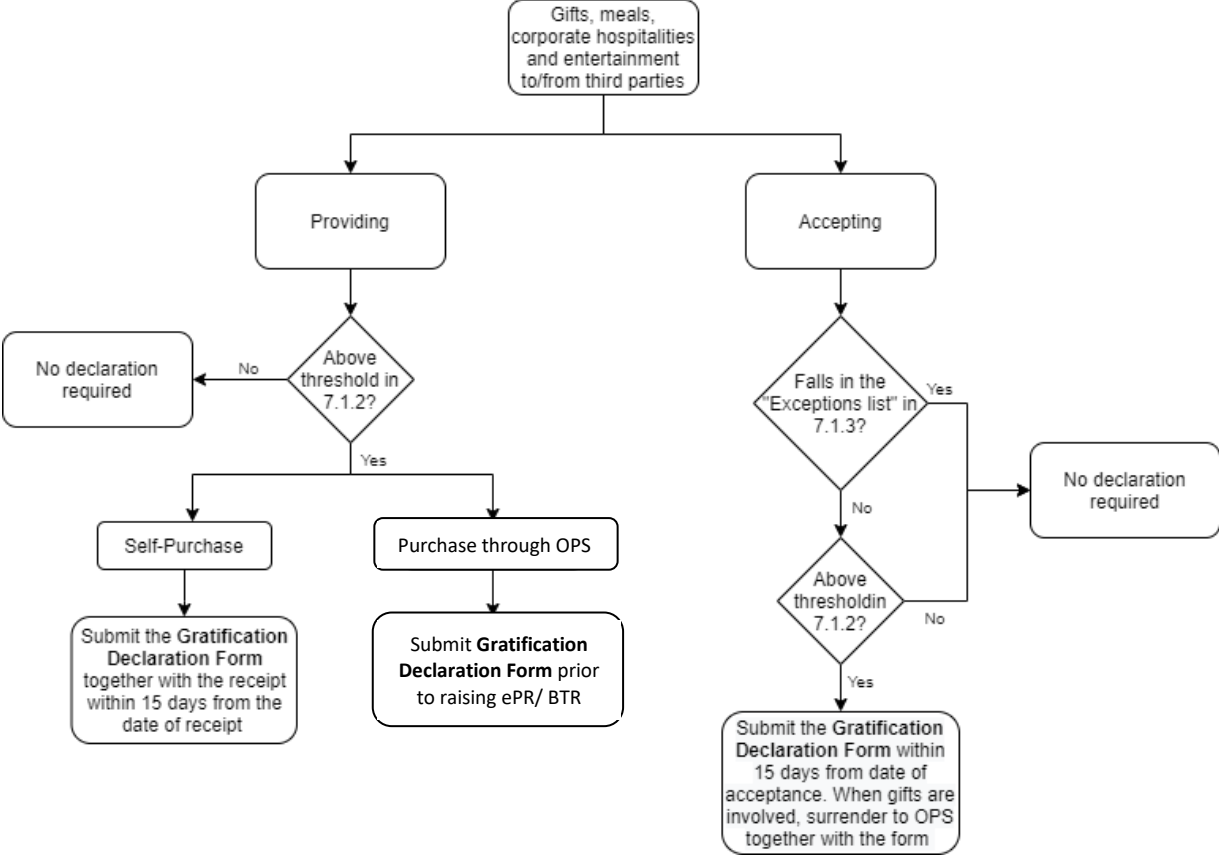 Gifts, meals,
corporate hospitalities
and entertainment
to/from third parties
Providing
Accepting
No declaration
required
No
Above
threshold in
7.1.2?
Yes
Falls in the
"Exceptions list" in
7.1.3?
Yes
No declaration
required
No
Self-Purchase
Purchase through OPS
Above
thresholdin
7.1.2?
No
Yes
Submit the Gratification
Declaration Form
together with the receipt
within 15 days from the
date of receipt
Submit Gratification
Declaration Form prior
to raising ePR/ BTR
Submit the Gratification
Declaration Form within
15 days from date of
acceptance. When gifts are
involved, surrender to OPS
together with the form